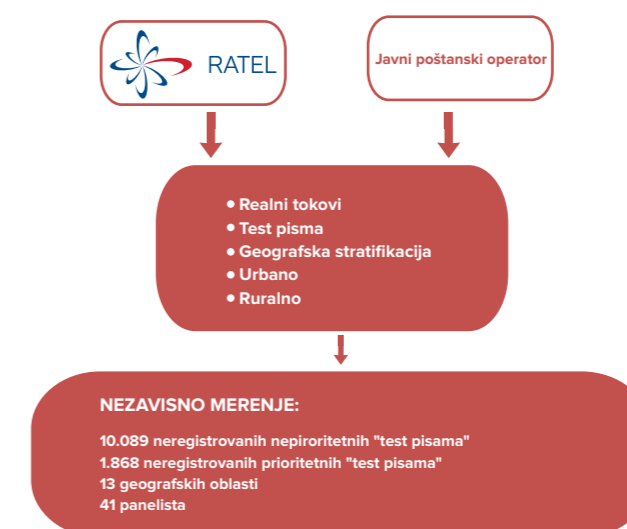 RATEL
Javni poštanski operator
• Realni tokovi
• Test pisma
• Geografska stratifikacija
• Urbano
• Ruralno
NEZAVISNO MERENJE:
10.089 neregistrovanih nepiroritetnih "test pisama"
1.868 neregistrovanih prioritetnih "test pisama"
13 geografskih oblasti
41 panelista